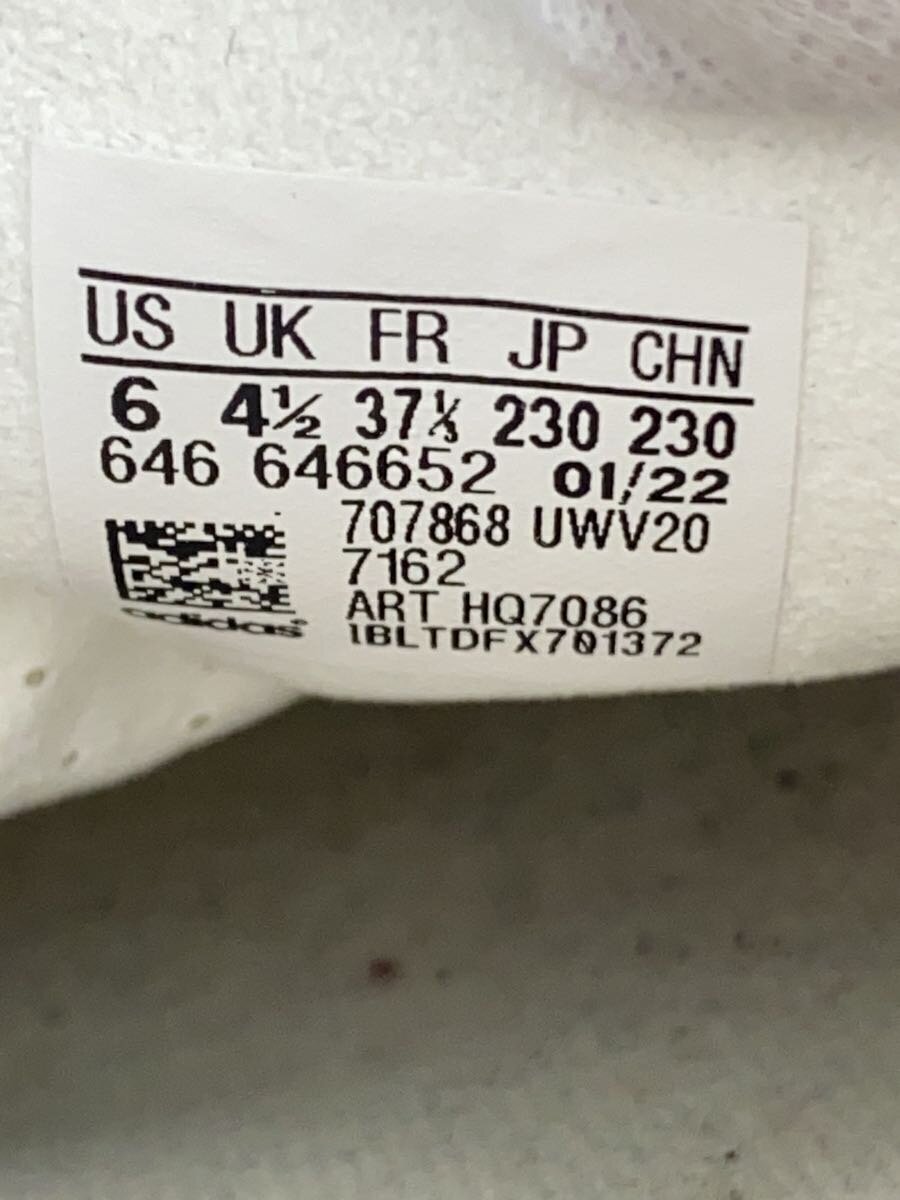 US UK FR JP CHN
6 4½ 37⅓ 230 230
646 646652 01/22
707868 UWV20
7162
ART HQ7086
adidas
1BLTDFX701372